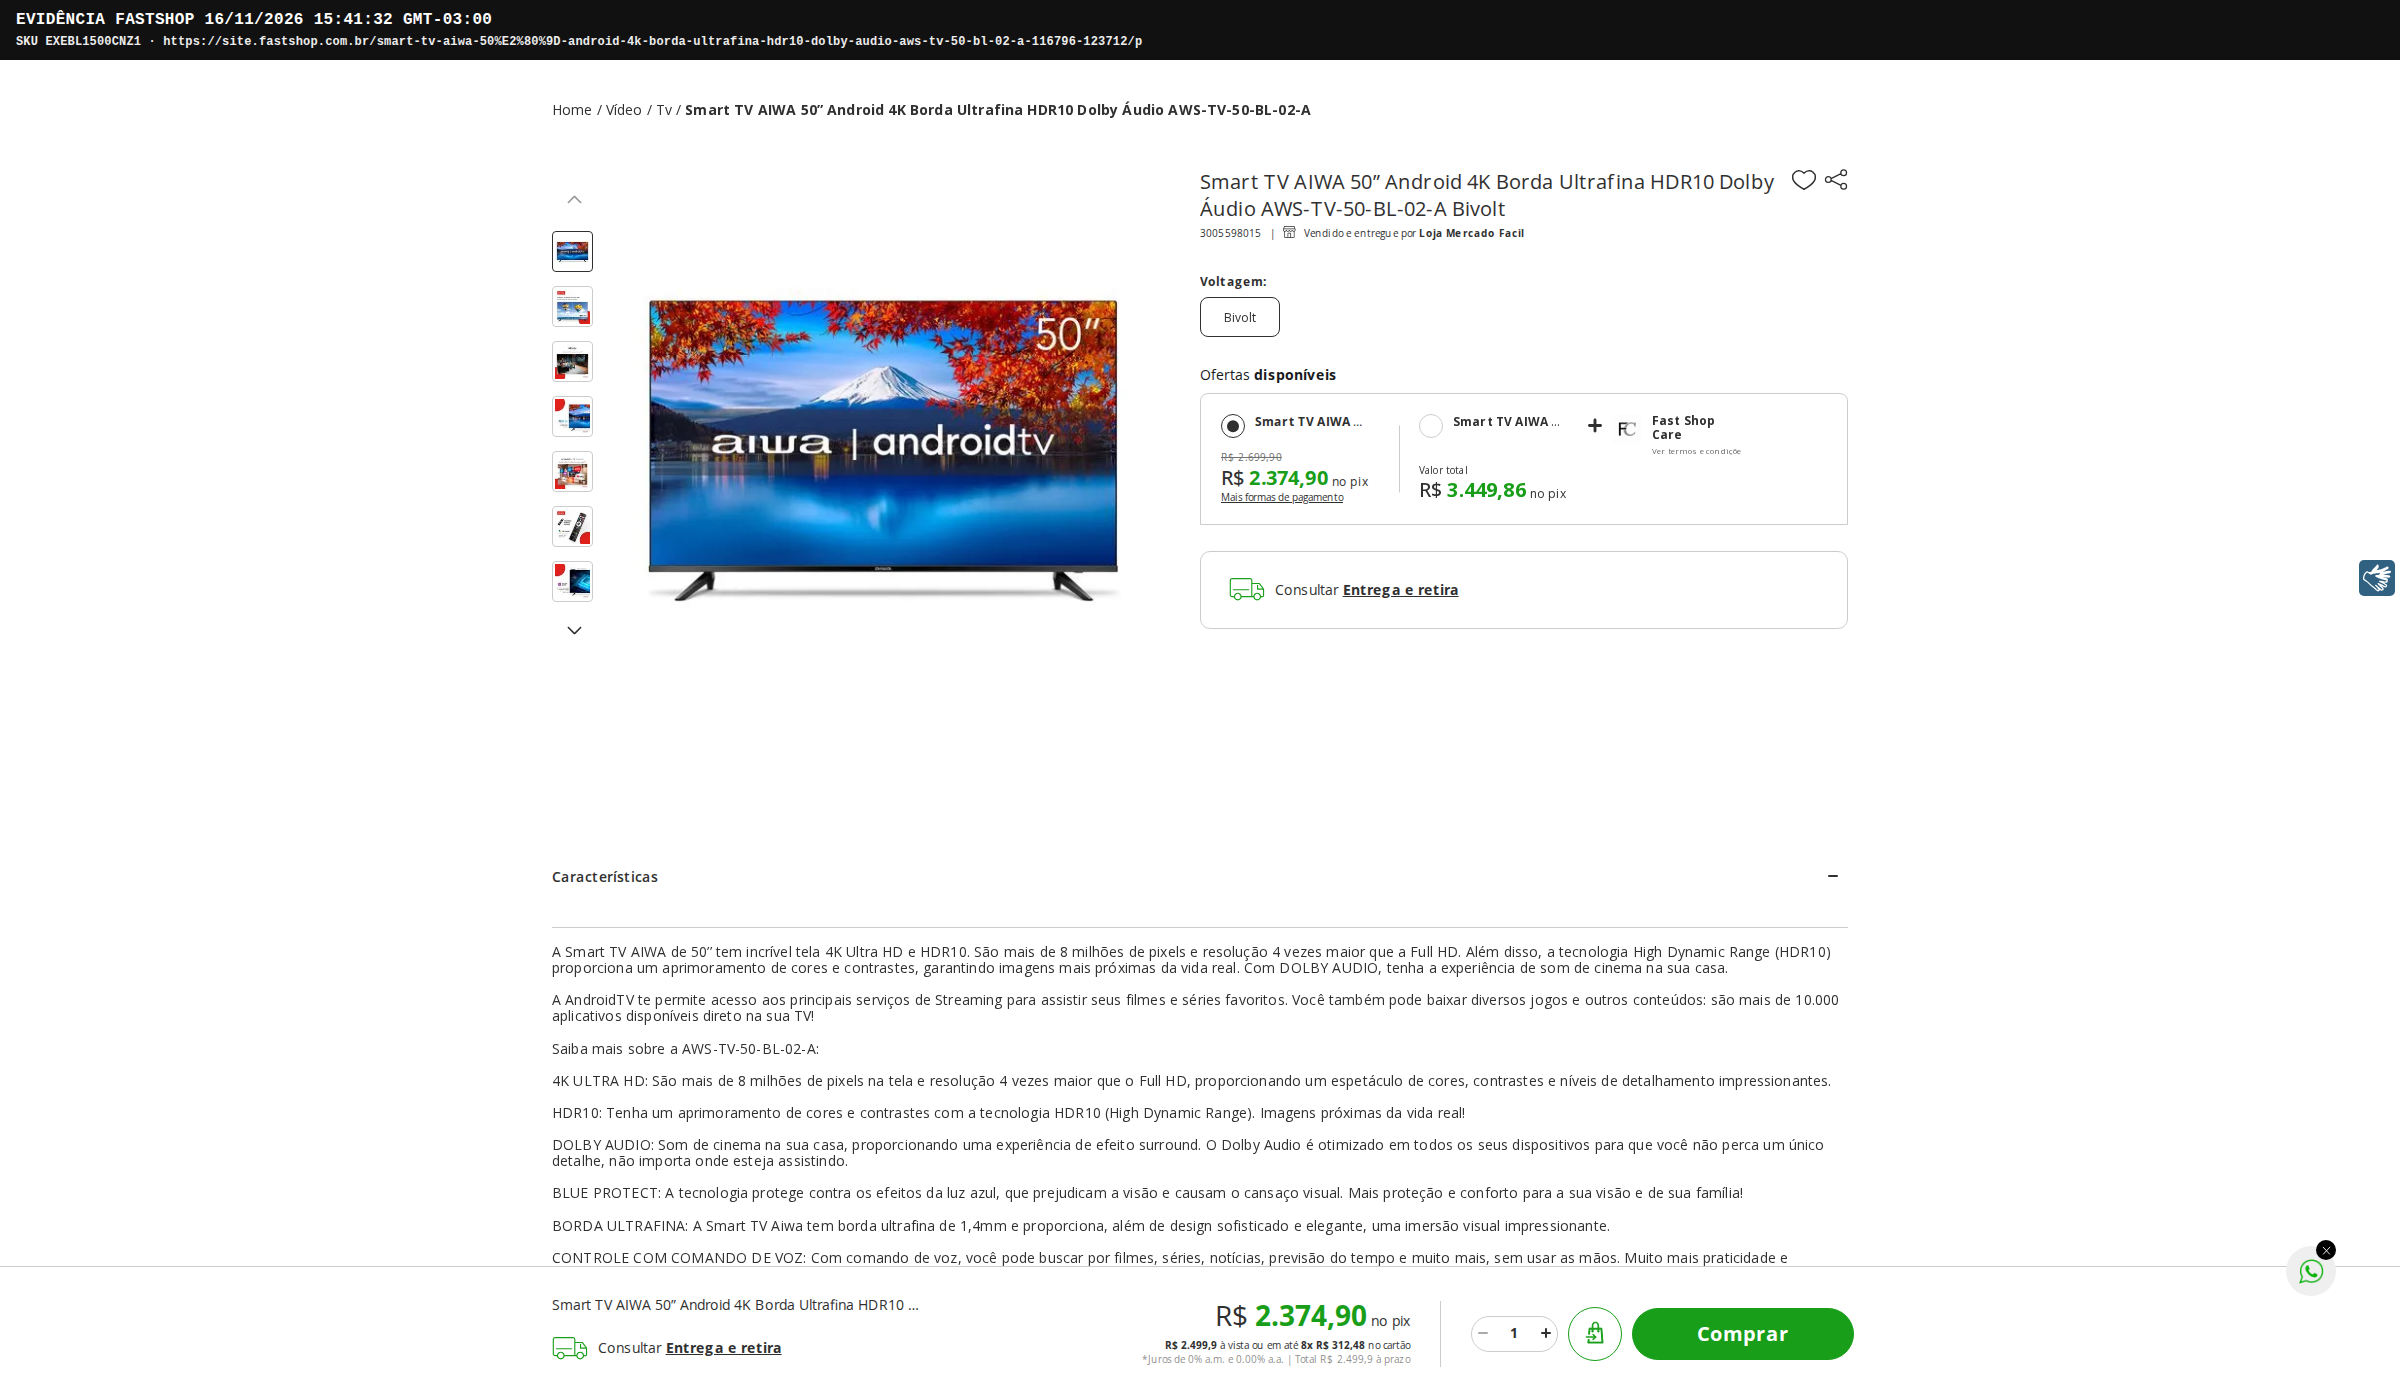 EVIDÊNCIA FASTSHOP 16/11/2026 15:41:32 GMT-03:00
SKU EXEBL1500CNZ1 · https://site.fastshop.com.br/smart-tv-aiwa-50%E2%80%9D-android-4k-borda-ultrafina-hdr10-dolby-audio-aws-tv-50-bl-02-a-116796-123712/p
Home / Vídeo / Tv / Smart TV AIWA 50” Android 4K Borda Ultrafina HDR10 Dolby Áudio AWS-TV-50-BL-02-A
Smart TV AIWA 50” Android 4K Borda Ultrafina HDR10 Dolby
Áudio AWS-TV-50-BL-02-A Bivolt
3005598015 | Vendido e entregue por Loja Mercado Facil
50”
aiwa | androidtv
aiwa
Voltagem:
Bivolt
Ofertas disponíveis
Smart TV AIWA ...
R$ 2.699,90
R$ 2.374,90 no pix
Mais formas de pagamento
Smart TV AIWA ...
Valor total
R$ 3.449,86 no pix
+
FC
Fast Shop
Care
Ver termos e condiçõe
Consultar Entrega e retira
Características
A Smart TV AIWA de 50’’ tem incrível tela 4K Ultra HD e HDR10. São mais de 8 milhões de pixels e resolução 4 vezes maior que a Full HD. Além disso, a tecnologia High Dynamic Range (HDR10)
proporciona um aprimoramento de cores e contrastes, garantindo imagens mais próximas da vida real. Com DOLBY AUDIO, tenha a experiência de som de cinema na sua casa.
A AndroidTV te permite acesso aos principais serviços de Streaming para assistir seus filmes e séries favoritos. Você também pode baixar diversos jogos e outros conteúdos: são mais de 10.000
aplicativos disponíveis direto na sua TV!
Saiba mais sobre a AWS-TV-50-BL-02-A:
4K ULTRA HD: São mais de 8 milhões de pixels na tela e resolução 4 vezes maior que o Full HD, proporcionando um espetáculo de cores, contrastes e níveis de detalhamento impressionantes.
HDR10: Tenha um aprimoramento de cores e contrastes com a tecnologia HDR10 (High Dynamic Range). Imagens próximas da vida real!
DOLBY AUDIO: Som de cinema na sua casa, proporcionando uma experiência de efeito surround. O Dolby Audio é otimizado em todos os seus dispositivos para que você não perca um único
detalhe, não importa onde esteja assistindo.
BLUE PROTECT: A tecnologia protege contra os efeitos da luz azul, que prejudicam a visão e causam o cansaço visual. Mais proteção e conforto para a sua visão e de sua família!
BORDA ULTRAFINA: A Smart TV Aiwa tem borda ultrafina de 1,4mm e proporciona, além de design sofisticado e elegante, uma imersão visual impressionante.
CONTROLE COM COMANDO DE VOZ: Com comando de voz, você pode buscar por filmes, séries, notícias, previsão do tempo e muito mais, sem usar as mãos. Muito mais praticidade e
Smart TV AIWA 50” Android 4K Borda Ultrafina HDR10 ...
Consultar Entrega e retira
R$ 2.374,90 no pix
R$ 2.499,9 à vista ou em até 8x R$ 312,48 no cartão
*Juros de 0% a.m. e 0.00% a.a. | Total R$ 2.499,9 à prazo
− 1 +
Comprar